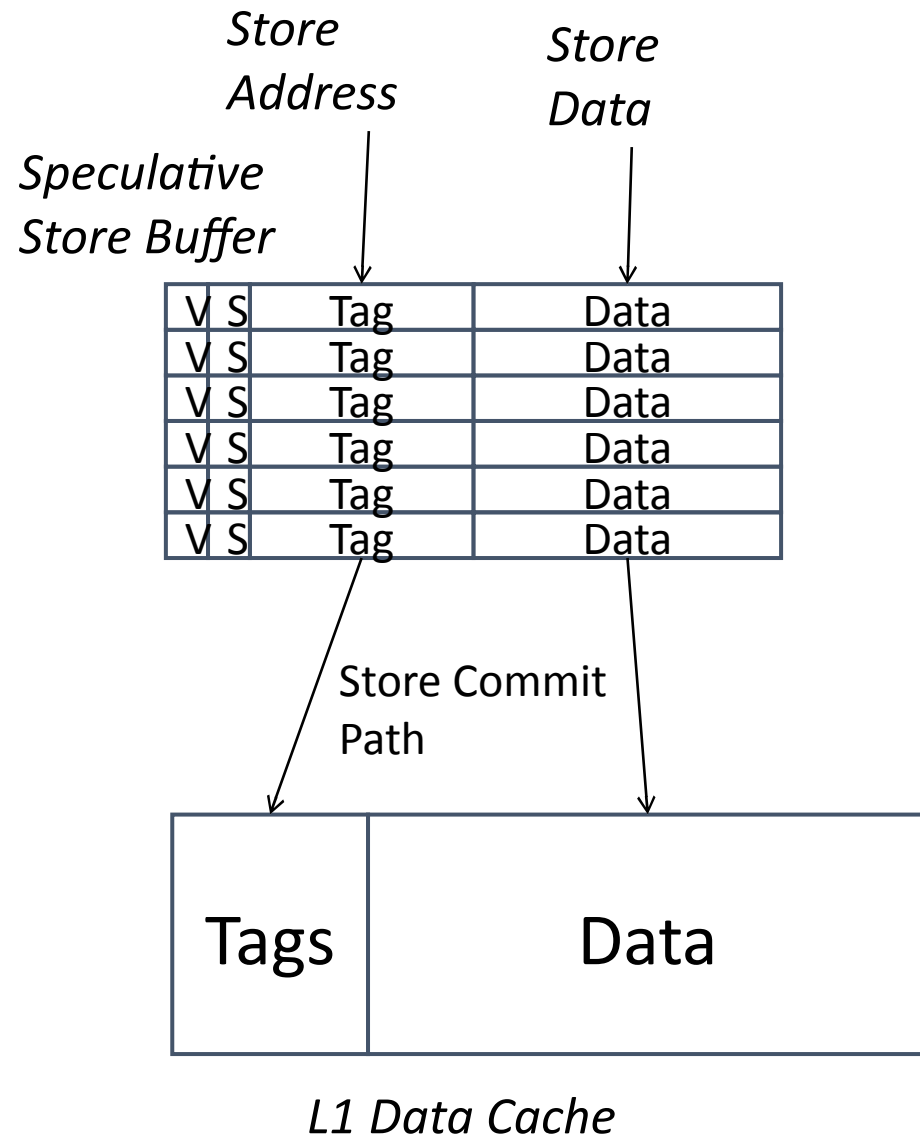 Store
Address
Store
Data
Speculative
Store Buffer
V S Tag Data
V S Tag Data
V S Tag Data
V S Tag Data
V S Tag Data
V S Tag Data
Store Commit
Path
Tags Data
L1 Data Cache